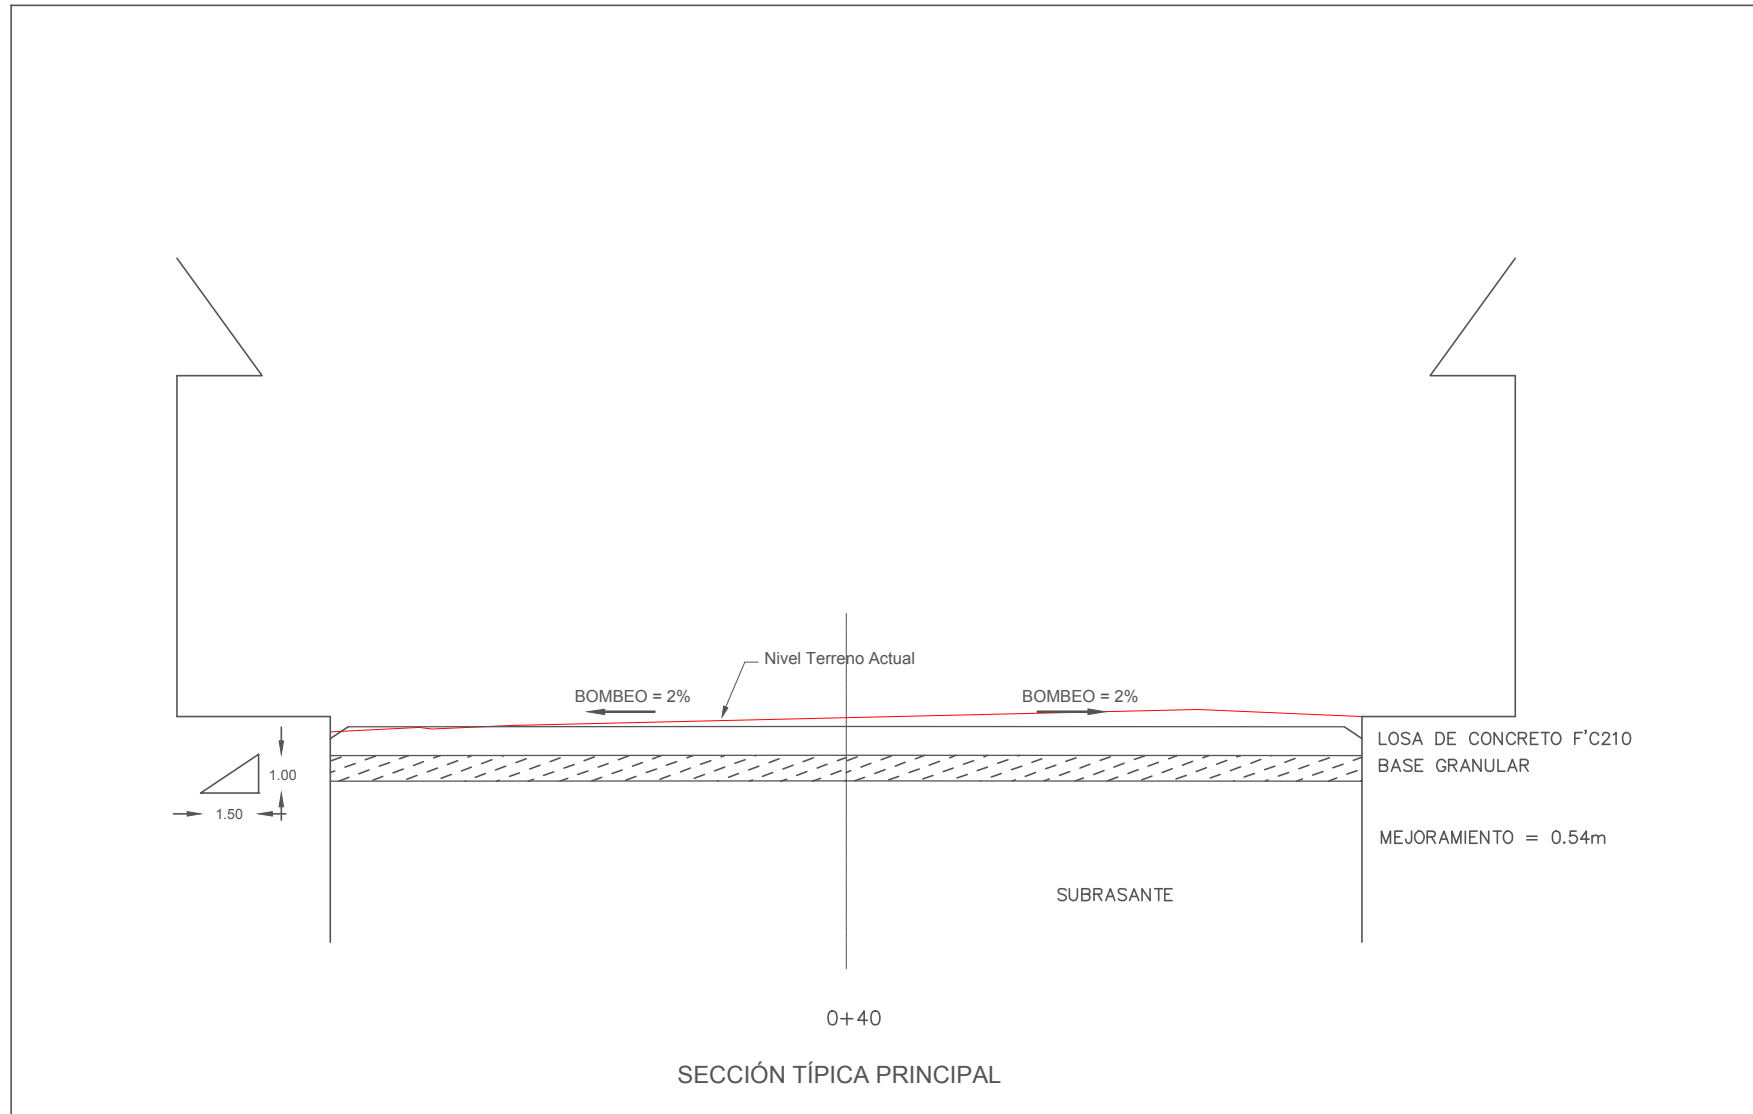 Nivel Terreno Actual
BOMBEO = 2%
BOMBEO = 2%
LOSA DE CONCRETO F'C210
BASE GRANULAR
1.00
1.50
MEJORAMIENTO = 0.54m
SUBRASANTE
0+40
SECCIÓN TÍPICA PRINCIPAL